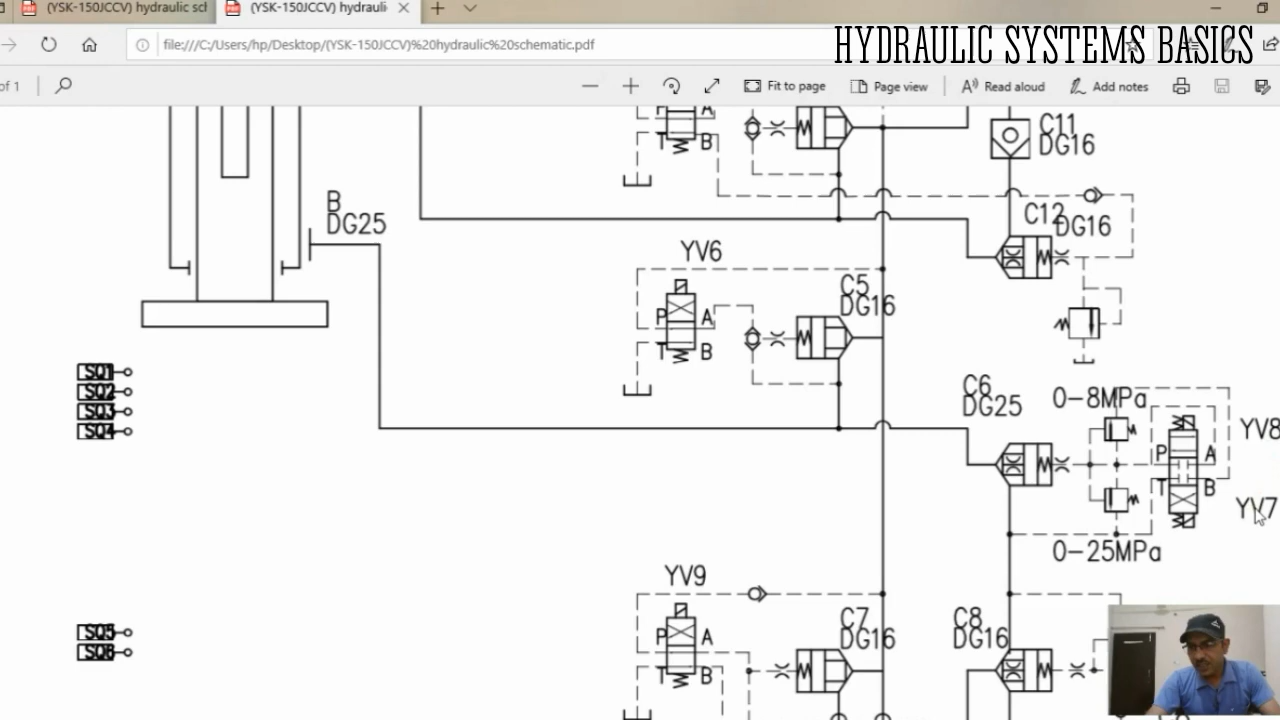 (YSK-150JCCV) hydraulic scl
(YSK-150JCCV) hydrauli
file:///C:/Users/hp/Desktop/(YSK-150JCCV)%20hydraulic%20schematic.pdf
HYDRAULIC SYSTEMS BASICS
of 1
Fit to page
Page view
Read aloud
Add notes
P A
T B
C11
DG16
B
DG25
C12
DG16
YV6
C5
DG16
P A
T B
SQ1
SQ2
SQ3
SQ4
C6
DG25
0-8MPa
YV8
P A
T B
YV7
0-25MPa
YV9
C7
DG16
C8
DG16
P A
T B
SQ5
SQ6